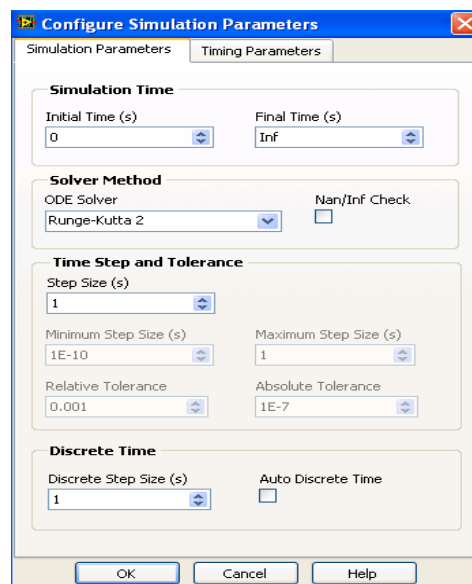 Configure Simulation Parameters
Simulation Parameters Timing Parameters
Simulation Time
Initial Time (s) Final Time (s)
0 Inf
Solver Method
ODE Solver Nan/Inf Check
Runge-Kutta 2
Time Step and Tolerance
Step Size (s)
1
Minimum Step Size (s) Maximum Step Size (s)
1E-10 1
Relative Tolerance Absolute Tolerance
0.001 1E-7
Discrete Time
Discrete Step Size (s) Auto Discrete Time
1
OK Cancel Help